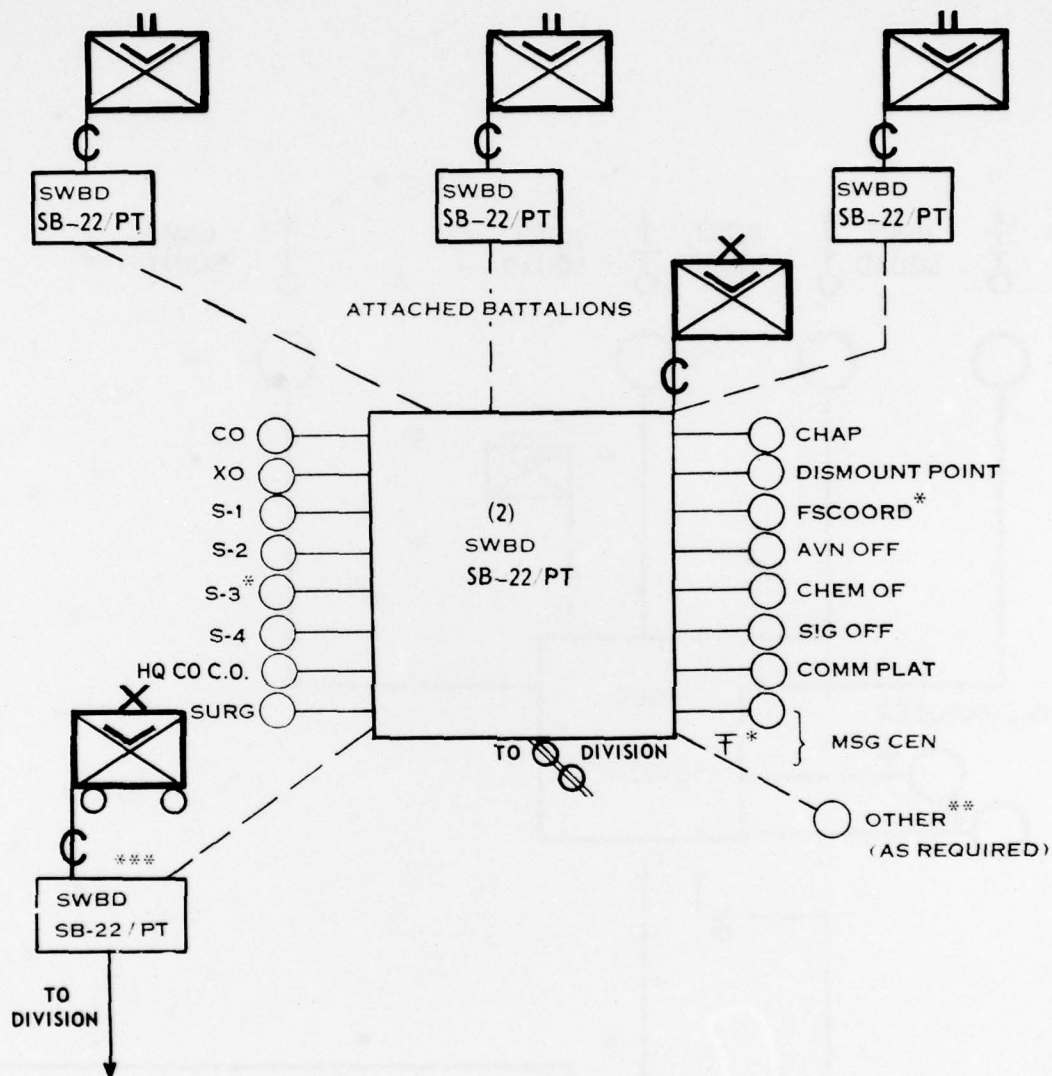 SWBD
SB-22/PT
SWBD
SB-22/PT
SWBD
SB-22/PT
ATTACHED BATTALIONS
CO
XO
S-1
S-2
S-3*
S-4
HQ CO C.O.
SURG
(2)
SWBD
SB-22/PT
CHAP
DISMOUNT POINT
FSCOORD*
AVN OFF
CHEM OF
SIG OFF
COMM PLAT
TO DIVISION
*
MSG CEN
OTHER**
(AS REQUIRED)
***
SWBD
SB-22/PT
TO
DIVISION